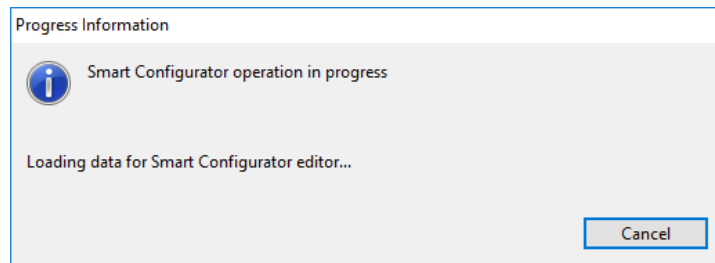 Progress Information
Smart Configurator operation in progress
Loading data for Smart Configurator editor...
Cancel